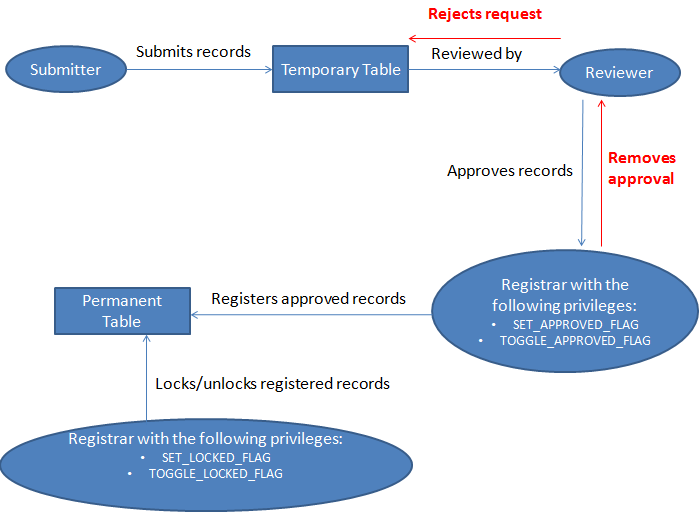 Rejects request
Submits records
Submitter
Temporary Table
Reviewed by
Reviewer
Approves records
Removes
approval
Registrar with the
following privileges:
• SET_APPROVED_FLAG
• TOGGLE_APPROVED_FLAG
Registers approved records
Permanent
Table
Locks/unlocks registered records
Registrar with the following privileges:
• SET_LOCKED_FLAG
• TOGGLE_LOCKED_FLAG